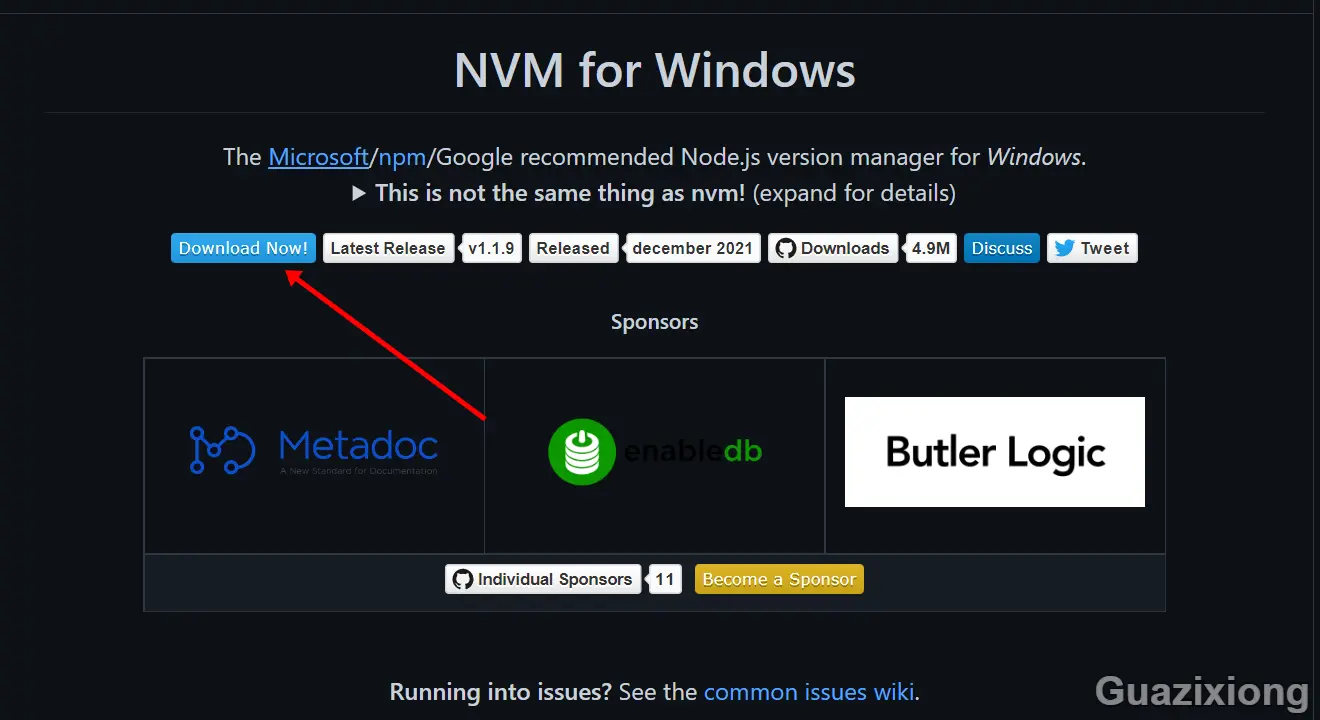 NVM for Windows
The Microsoft/npm/Google recommended Node.js version manager for Windows.
▶ This is not the same thing as nvm! (expand for details)
Download Now! Latest Release v1.1.9 Released december 2021 Downloads 4.9M Discuss Tweet
Sponsors
Metadoc
A New Standard for Documentation
enabledb
Butler Logic
Individual Sponsors 11 Become a Sponsor
Running into issues? See the common issues wiki.
Guazixiong